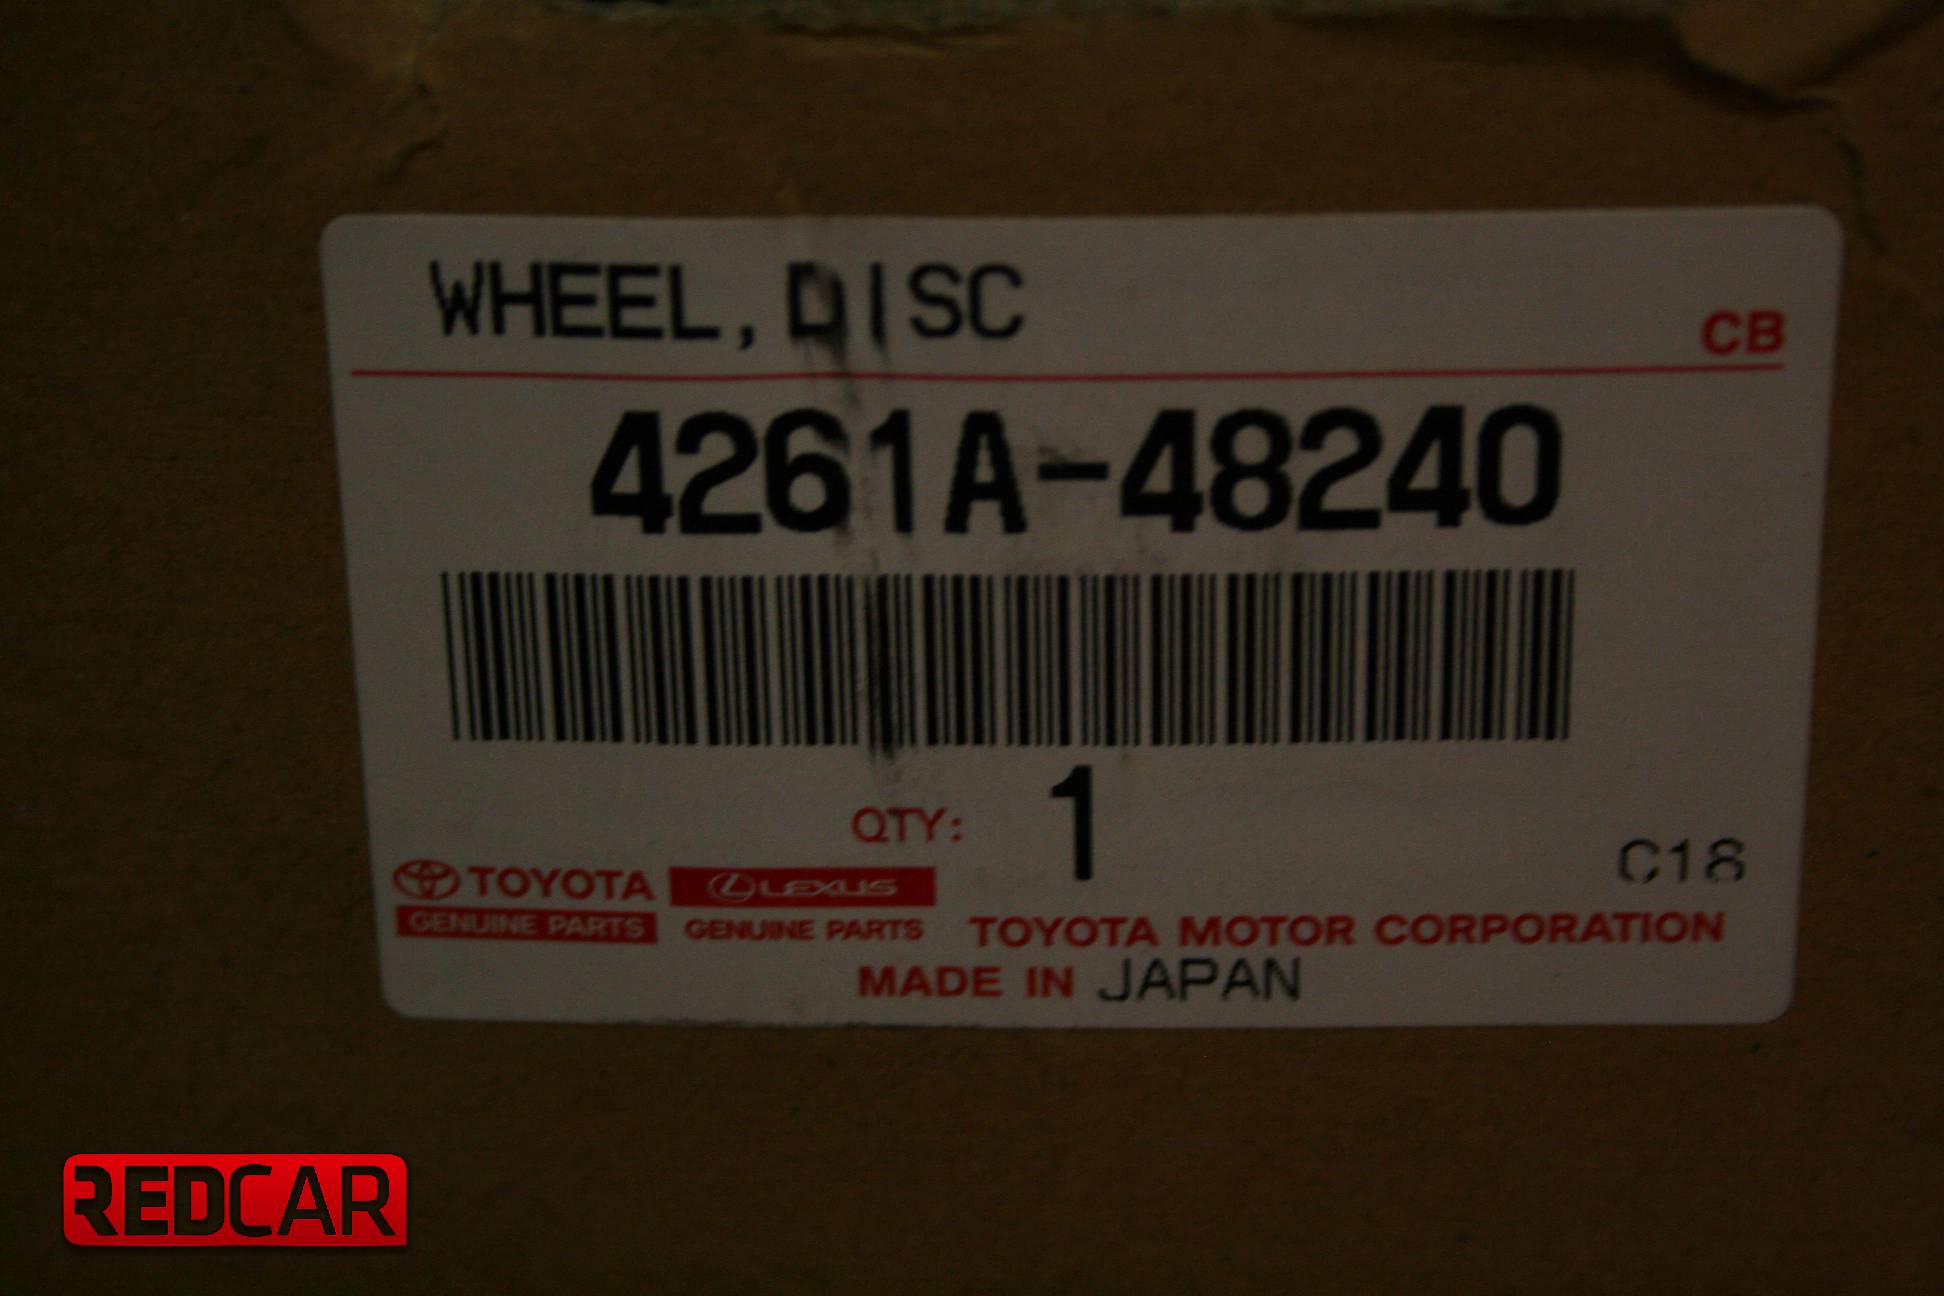 WHEEL, DISC
CB
4261A-48240
QTY: 1
C18
TOYOTA LEXUS
GENUINE PARTS GENUINE PARTS TOYOTA MOTOR CORPORATION
MADE IN JAPAN
REDCAR